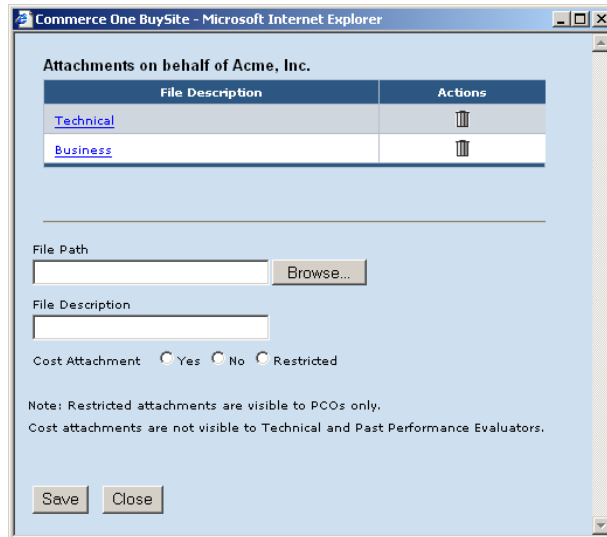 Commerce One BuySite - Microsoft Internet Explorer
Attachments on behalf of Acme, Inc.
File Description Actions
Technical
Business
File Path
Browse...
File Description
Cost Attachment Yes No Restricted
Note: Restricted attachments are visible to PCOs only.
Cost attachments are not visible to Technical and Past Performance Evaluators.
Save Close